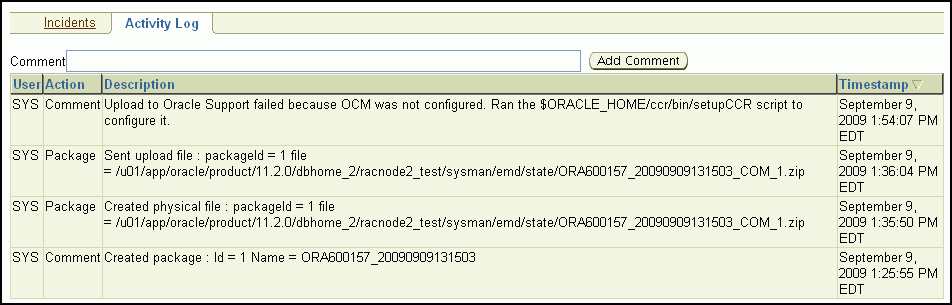 Incidents Activity Log
Comment Add Comment
User Action Description Timestamp
SYS Comment Upload to Oracle Support failed because OCM was not configured. Ran the $ORACLE_HOME/ccr/bin/setupCCR script to configure it. September 9,
2009 1:54:07 PM
EDT
SYS Package Sent upload file : packageId = 1 file September 9,
= /u01/app/oracle/product/11.2.0/dbhome_2/racnode2_test/sysman/emd/state/ORA600157_20090909131503_COM_1.zip 2009 1:36:04 PM
EDT
SYS Package Created physical file : packageId = 1 file September 9,
= /u01/app/oracle/product/11.2.0/dbhome_2/racnode2_test/sysman/emd/state/ORA600157_20090909131503_COM_1.zip 2009 1:35:50 PM
EDT
SYS Comment Created package : Id = 1 Name = ORA600157_20090909131503 September 9,
2009 1:25:55 PM
EDT